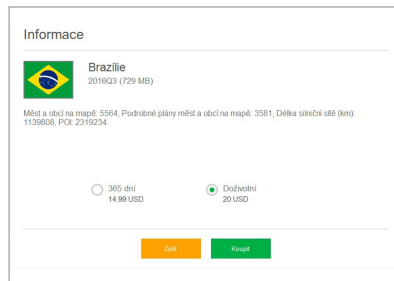 Informace
Brazílie
2016Q3 (729 MB)
Měst a obcí na mapě: 5564, Podrobné plány měst a obcí na mapě: 3581, Délka silniční sítě (km):
1139808, POI: 2319234.
365 dní
14.99 USD
Doživotní
20 USD
Zpět
Koupit